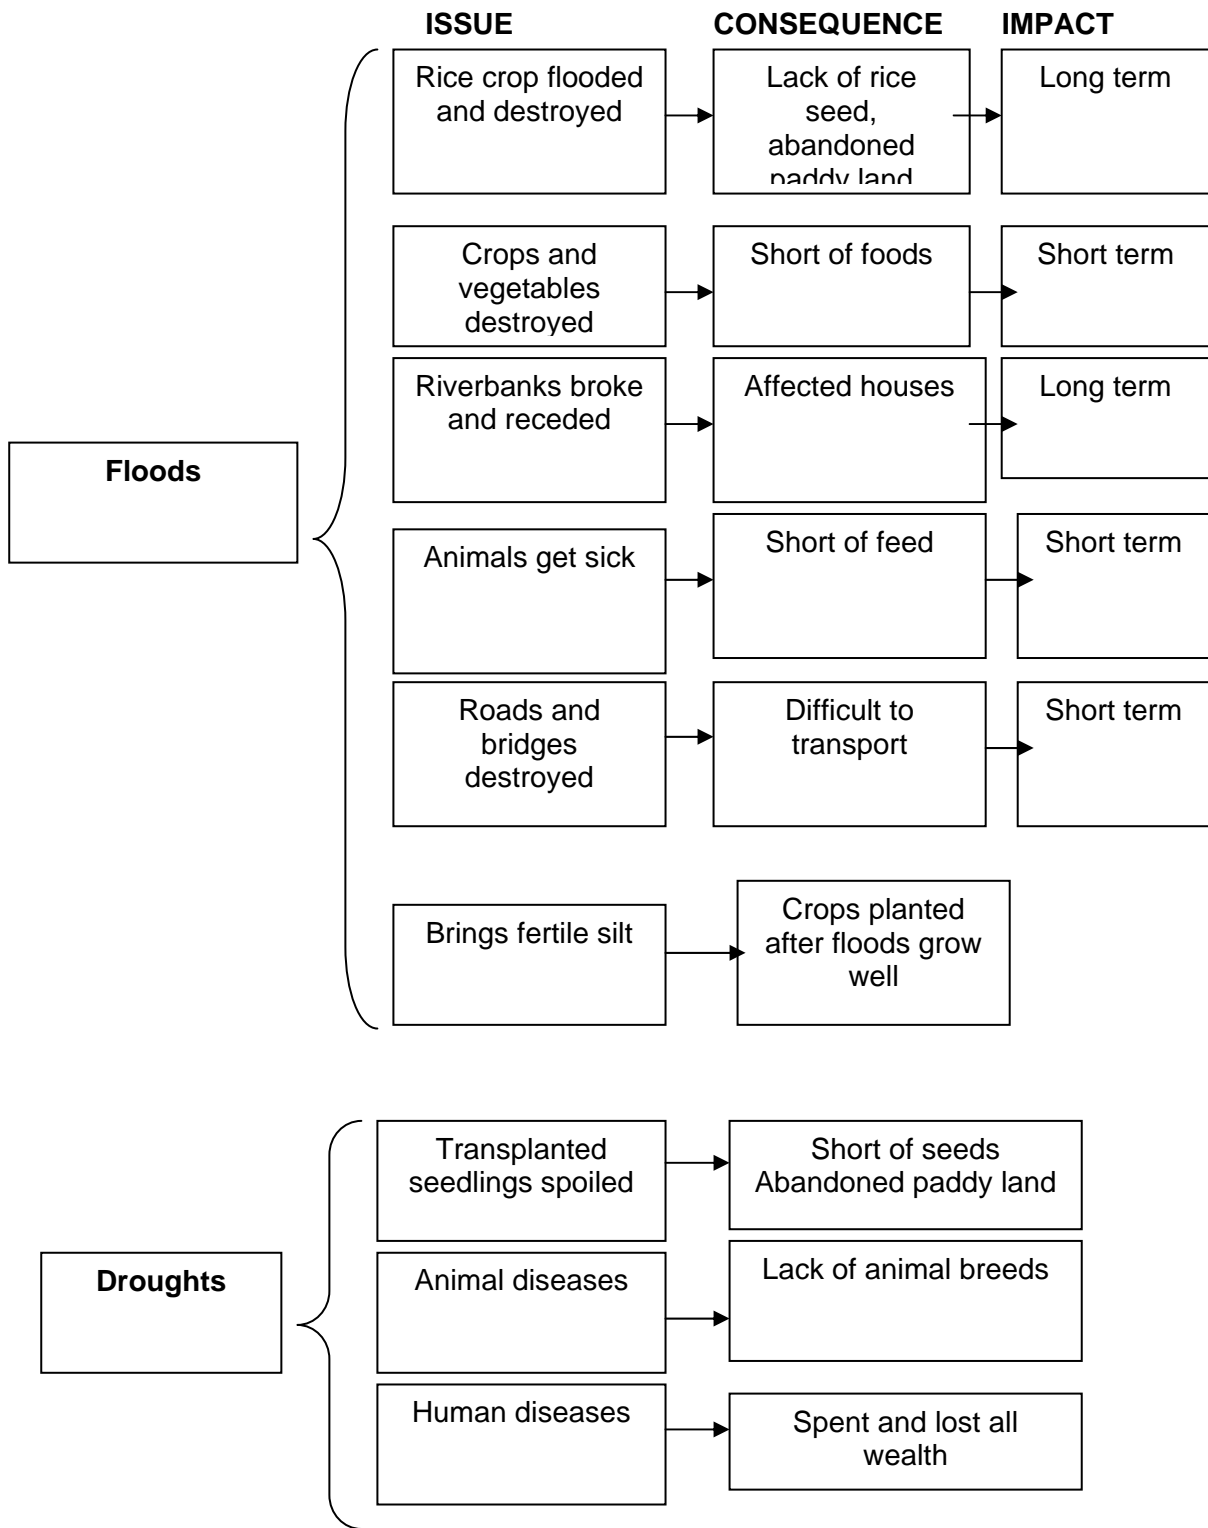 ISSUE CONSEQUENCE IMPACT
Rice crop flooded
and destroyed
Lack of rice
seed,
abandoned
paddy land
Long term
Crops and
vegetables
destroyed
Short of foods
Short term
Riverbanks broke
and receded
Affected houses
Long term
Floods
Animals get sick
Short of feed
Short term
Roads and
bridges
destroyed
Difficult to
transport
Short term
Brings fertile silt
Crops planted
after floods grow
well
Transplanted
seedlings spoiled
Short of seeds
Abandoned paddy land
Droughts
Animal diseases
Lack of animal breeds
Human diseases
Spent and lost all
wealth